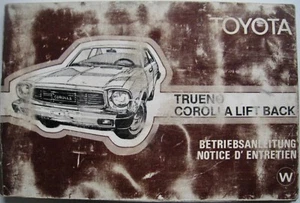 TOYOTA
TRUENO
COROLLA LIFT BACK
BETRIEBSANLEITUNG
NOTICE D' ENTRETIEN
W